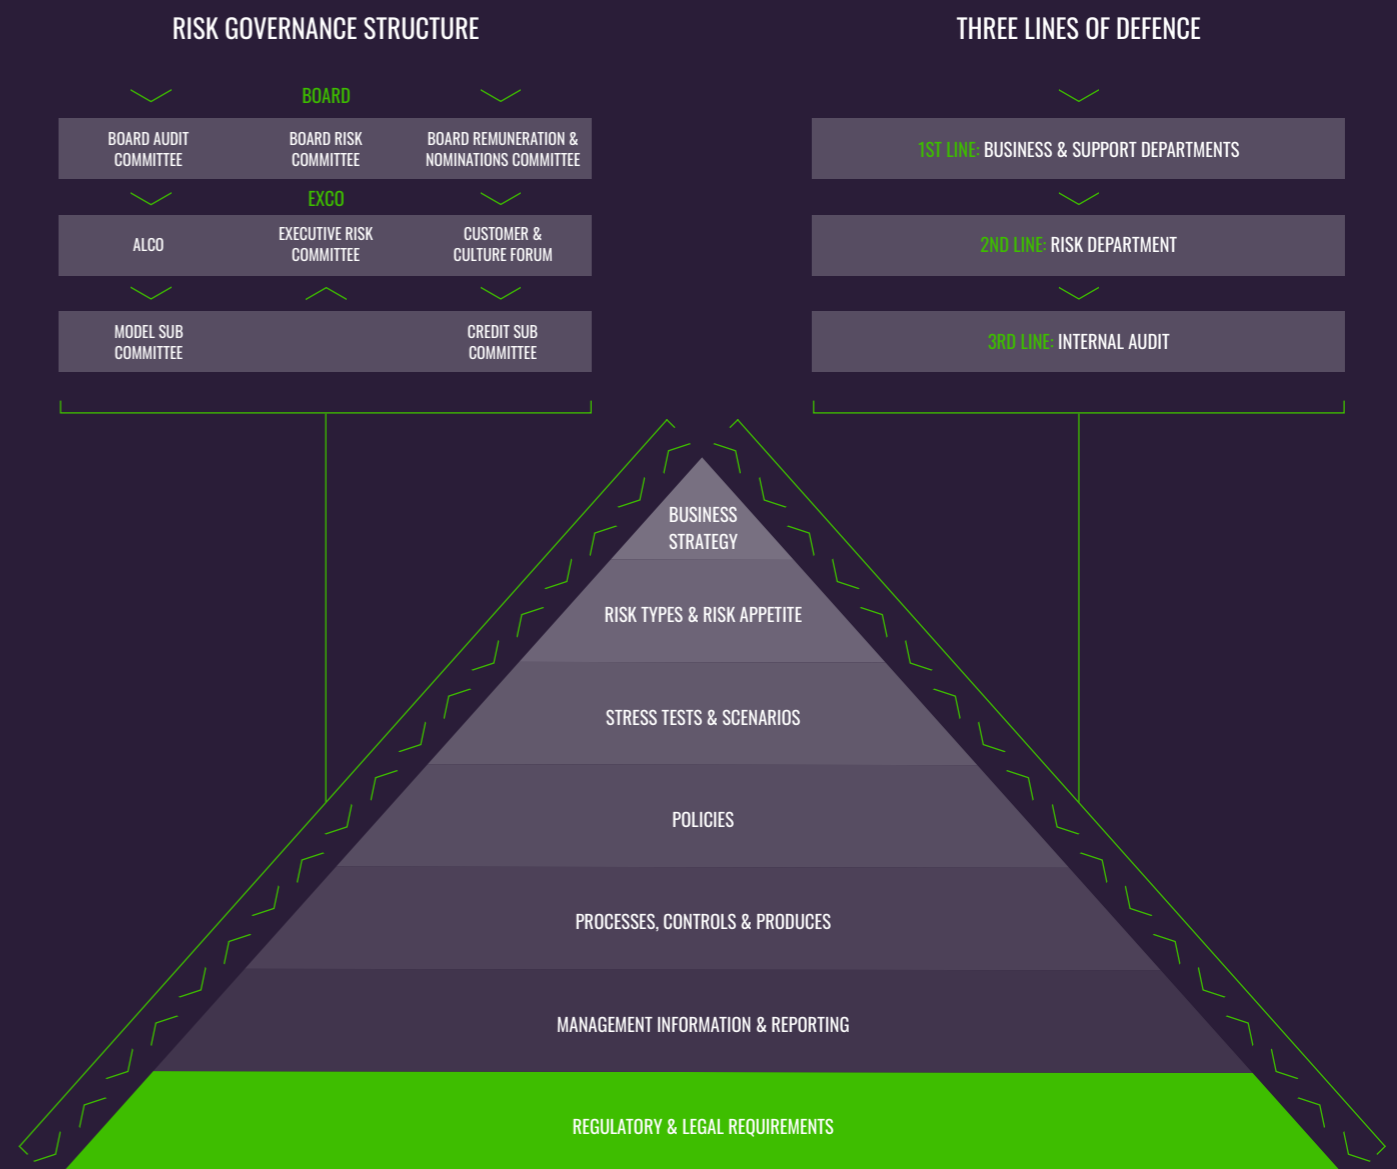 RISK GOVERNANCE STRUCTURE
BOARD
BOARD AUDIT
COMMITTEE
BOARD RISK
COMMITTEE
BOARD REMUNERATION &
NOMINATIONS COMMITTEE
EXCO
ALCO
EXECUTIVE RISK
COMMITTEE
CUSTOMER &
CULTURE FORUM
MODEL SUB
COMMITTEE
CREDIT SUB
COMMITTEE
THREE LINES OF DEFENCE
1ST LINE: BUSINESS & SUPPORT DEPARTMENTS
2ND LINE: RISK DEPARTMENT
3RD LINE: INTERNAL AUDIT
BUSINESS
STRATEGY
RISK TYPES & RISK APPETITE
STRESS TESTS & SCENARIOS
POLICIES
PROCESSES, CONTROLS & PRODUCES
MANAGEMENT INFORMATION & REPORTING
REGULATORY & LEGAL REQUIREMENTS